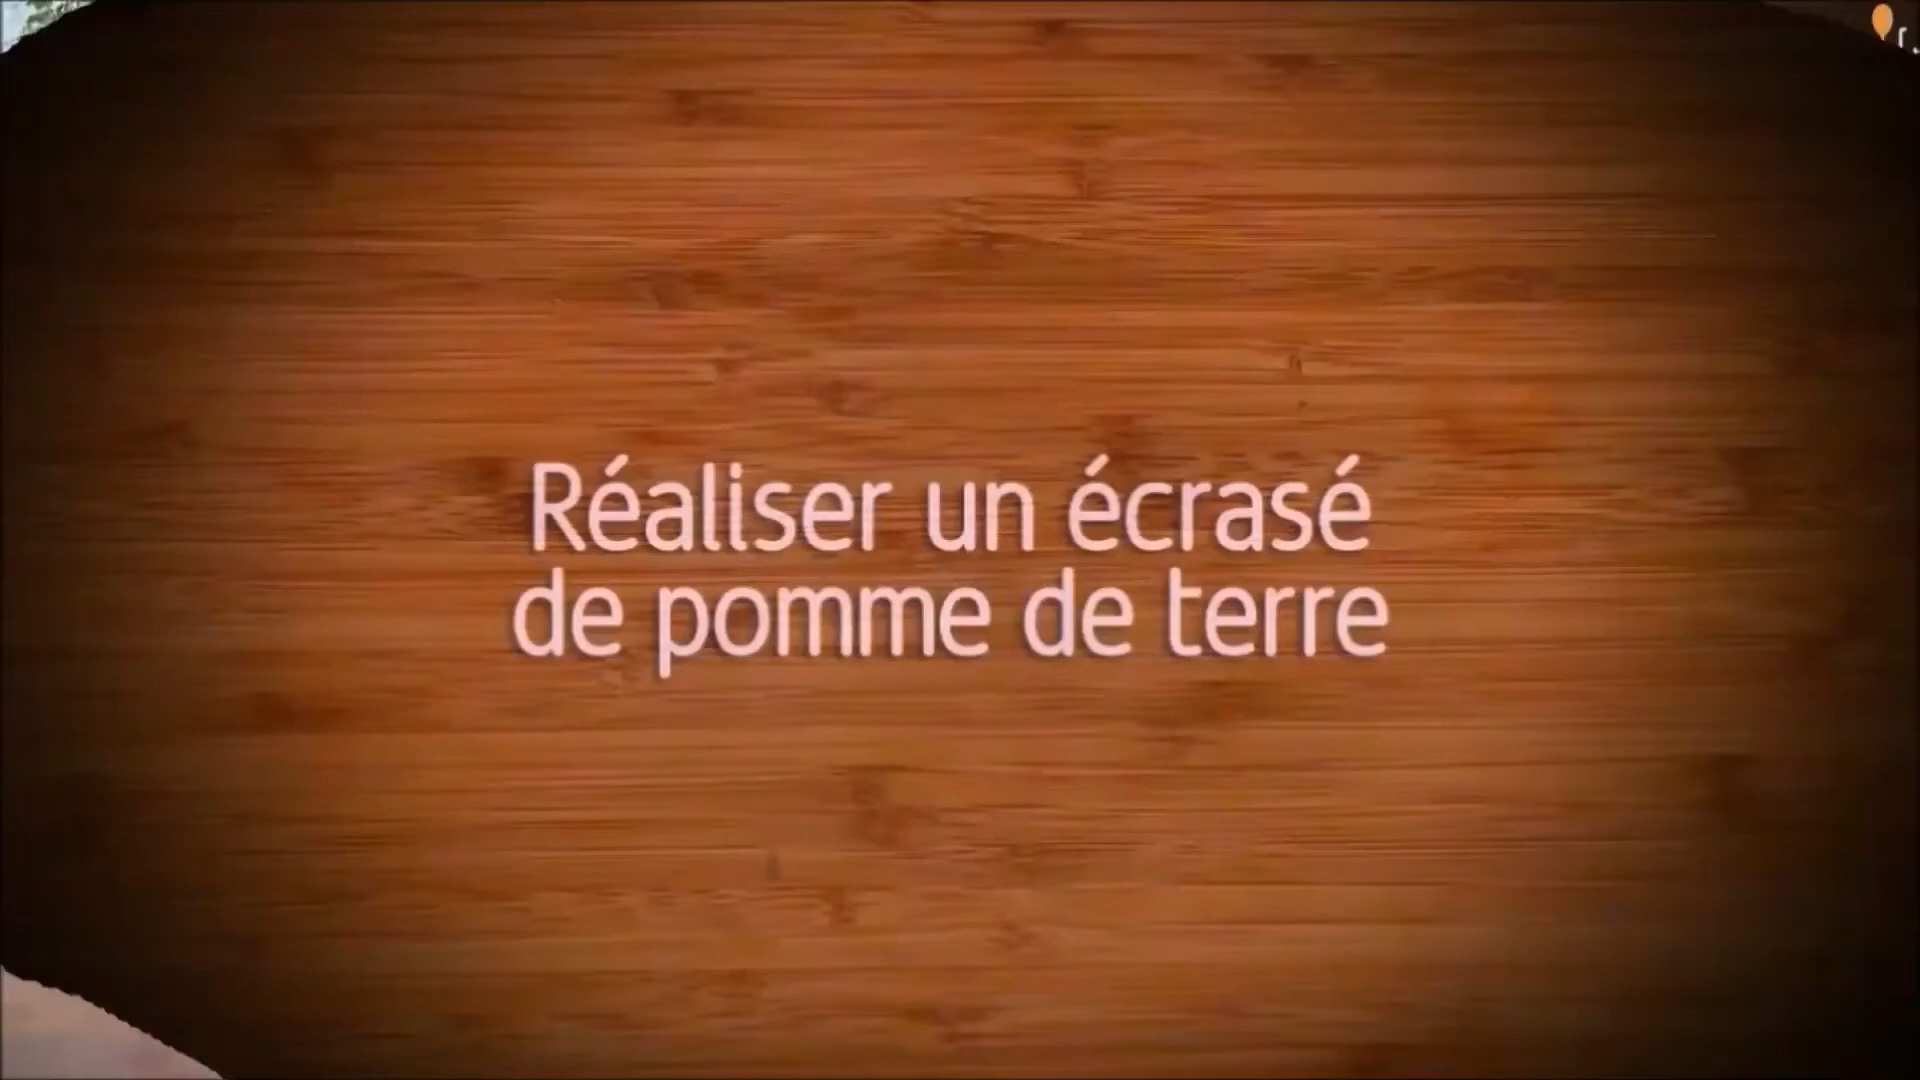 Réaliser un écrasé
de pomme de terre